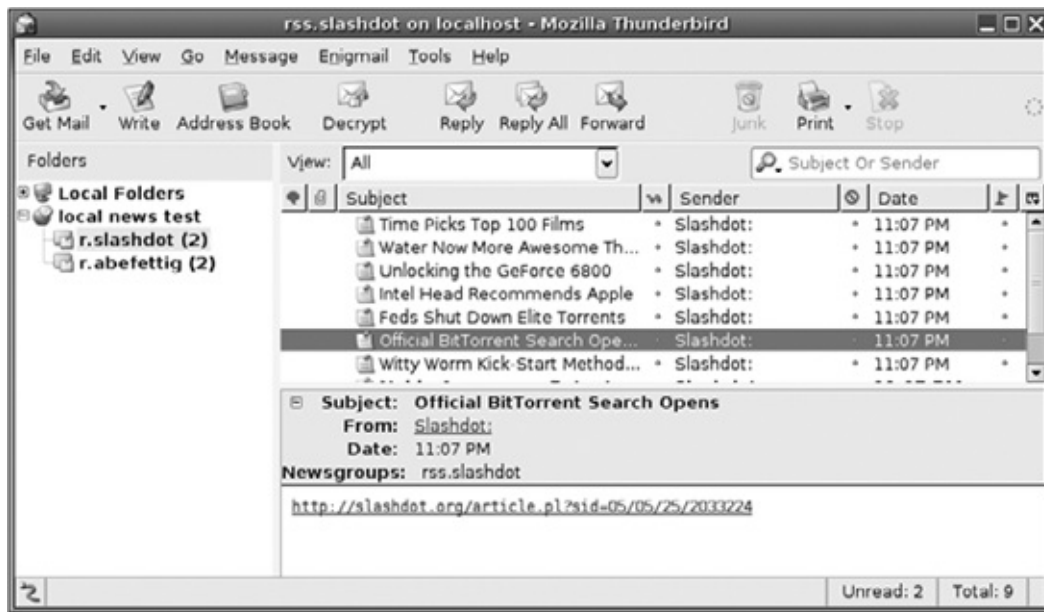 rss.slashdot on localhost - Mozilla Thunderbird
File Edit View Go Message Enigmail Tools Help
Get Mail Write Address Book Decrypt Reply Reply All Forward Junk Print Stop
Folders
View: All Subject Or Sender
Local Folders
local news test
r.slashdot (2)
r.abefettig (2)
Subject Sender Date
Time Picks Top 100 Films Slashdot: 11:07 PM
Water Now More Awesome Th... Slashdot: 11:07 PM
Unlocking the GeForce 6800 Slashdot: 11:07 PM
Intel Head Recommends Apple Slashdot: 11:07 PM
Feds Shut Down Elite Torrents Slashdot: 11:07 PM
Official BitTorrent Search Ope... Slashdot: 11:07 PM
Witty Worm Kick-Start Method... Slashdot: 11:07 PM
Subject: Official BitTorrent Search Opens
From: Slashdot:
Date: 11:07 PM
Newsgroups: rss.slashdot
http://slashdot.org/article.pl?sid=05/05/25/2033224
Unread: 2 Total: 9